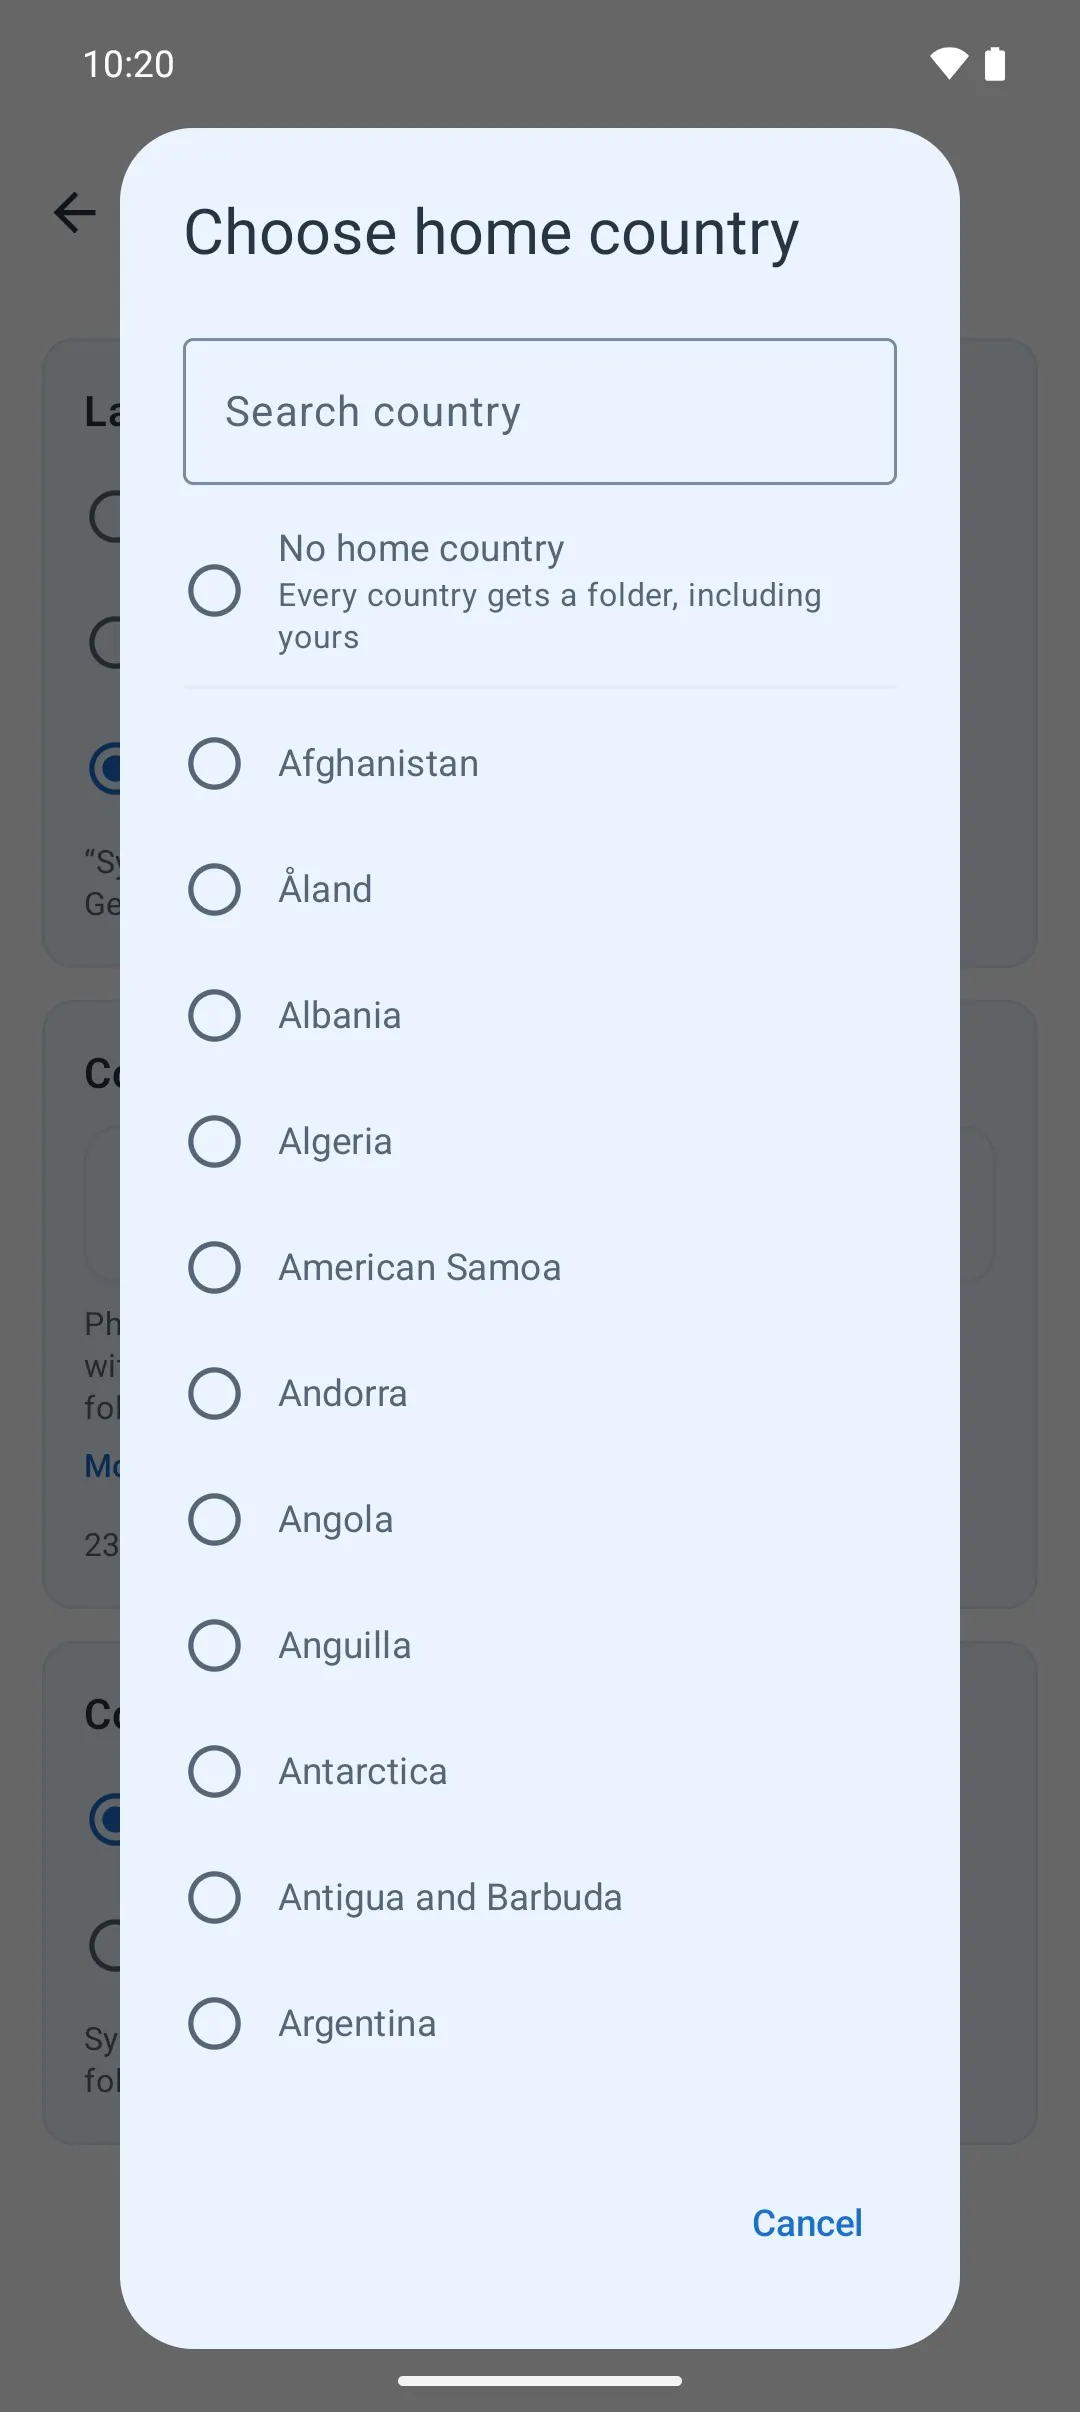 10:20
Choose home country
Search country
No home country
Every country gets a folder, including
yours
Afghanistan
Åland
Albania
Algeria
American Samoa
Andorra
Angola
Anguilla
Antarctica
Antigua and Barbuda
Argentina
Cancel